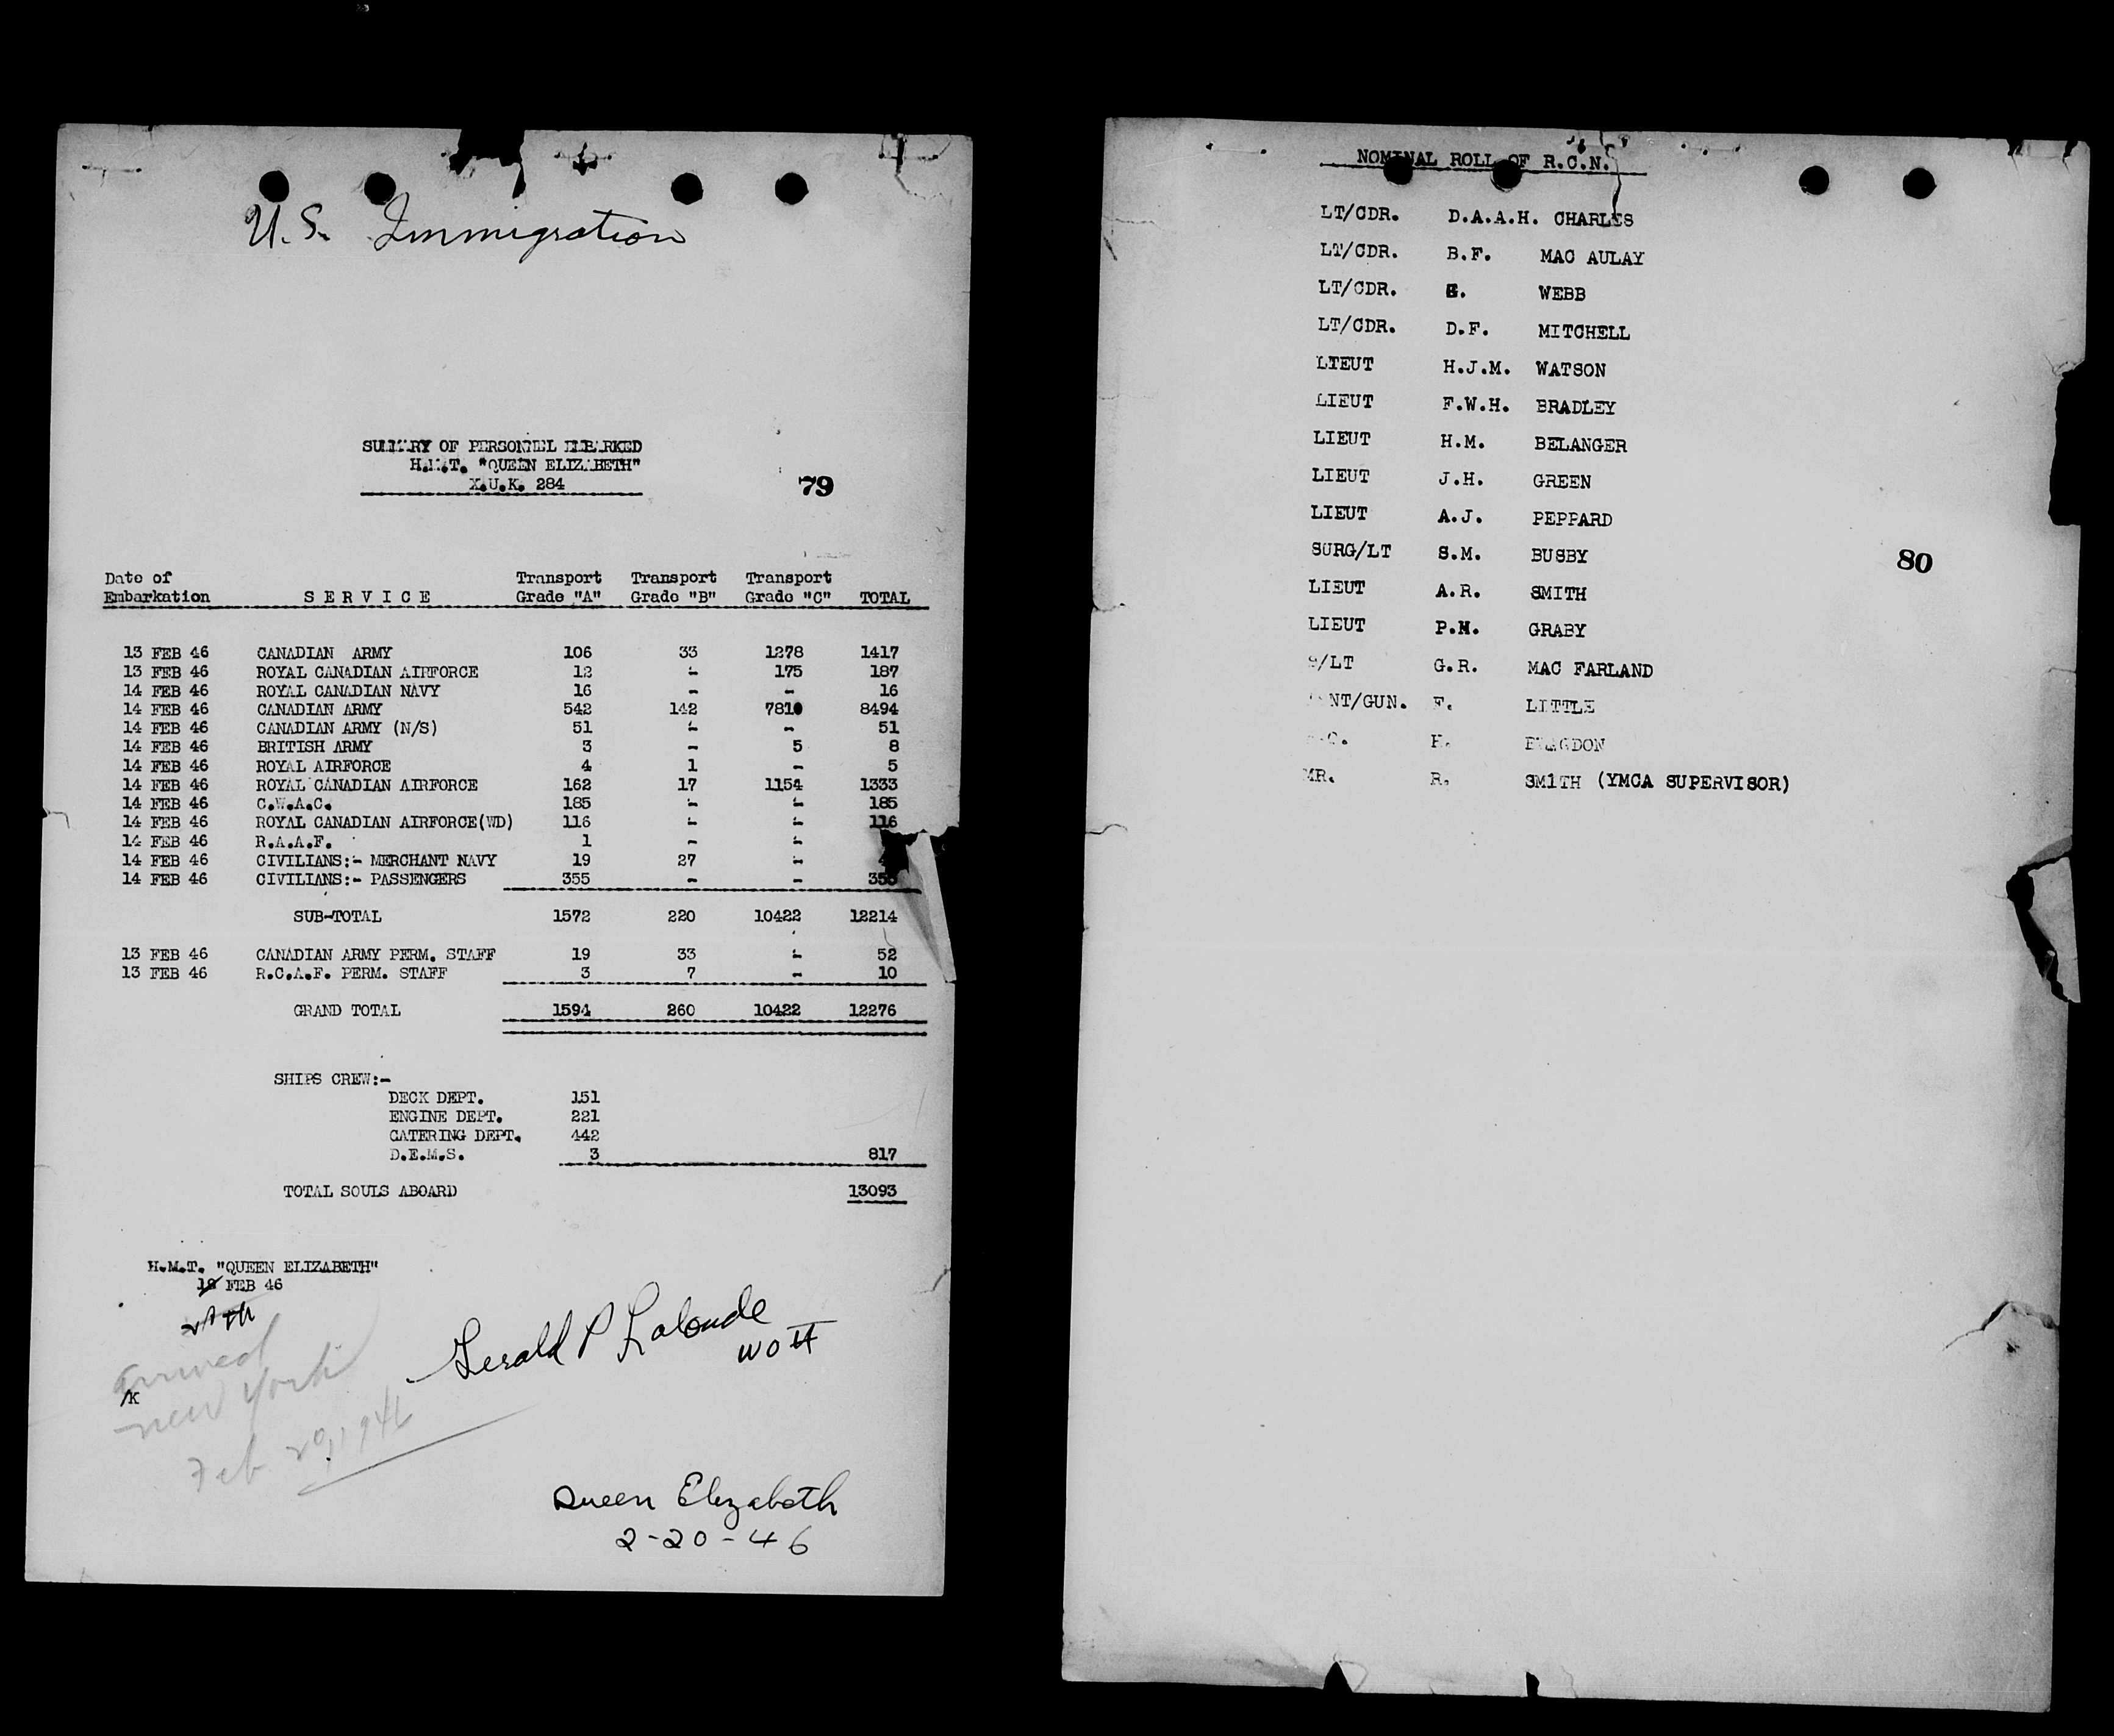 U.S. Immigration
SUMMARY OF PERSONNEL EMBARKED
H.M.T. "QUEEN ELIZABETH"
X.U.K. 284
79
Date of Transport Transport Transport
Embarkation S E R V I C E Grade "A" Grade "B" Grade "C" TOTAL
13 FEB 46 CANADIAN ARMY 106 33 1278 1417
13 FEB 46 ROYAL CANADIAN AIRFORCE 12 - 175 187
14 FEB 46 ROYAL CANADIAN NAVY 16 - - 16
14 FEB 46 CANADIAN ARMY 542 142 7810 8494
14 FEB 46 CANADIAN ARMY (N/S) 51 - - 51
14 FEB 46 BRITISH ARMY 3 - 5 8
14 FEB 46 ROYAL AIRFORCE 4 1 - 5
14 FEB 46 ROYAL CANADIAN AIRFORCE 162 17 1154 1333
14 FEB 46 C.W.A.C. 185 - - 185
14 FEB 46 ROYAL CANADIAN AIRFORCE(WD) 116 - - 116
14 FEB 46 R.A.A.F. 1 - -
14 FEB 46 CIVILIANS:- MERCHANT NAVY 19 27 -
14 FEB 46 CIVILIANS:- PASSENGERS 355 - - 355
SUB-TOTAL 1572 220 10422 12214
13 FEB 46 CANADIAN ARMY PERM. STAFF 19 33 - 52
13 FEB 46 R.C.A.F. PERM. STAFF 3 7 - 10
GRAND TOTAL 1594 260 10422 12276
SHIPS CREW:-
DECK DEPT. 151
ENGINE DEPT. 221
CATERING DEPT. 442
D.E.M.S. 3 817
TOTAL SOULS ABOARD 13093
H.M.T. "QUEEN ELIZABETH"
18 FEB 46
20th
Gerald P Lalonde
WO II
/K
arrived
new York
Feb 20, 1946
Queen Elizabeth
2-20-46
NOMINAL ROLL OF R.C.N.
LT/CDR. D.A.A.H. CHARLES
LT/CDR. B.F. MAC AULAY
LT/CDR. WEBB
LT/CDR. D.F. MITCHELL
LIEUT H.J.M. WATSON
LIEUT F.W.H. BRADLEY
LIEUT H.M. BELANGER
LIEUT J.H. GREEN
LIEUT A.J. PEPPARD
SURG/LT S.M. BUSBY
80
LIEUT A.R. SMITH
LIEUT P.M. GRABY
S/LT G.R. MAC FARLAND
NT/GUN. F. LITTLE
H. BLAGDON
MR. R. SMITH (YMCA SUPERVISOR)